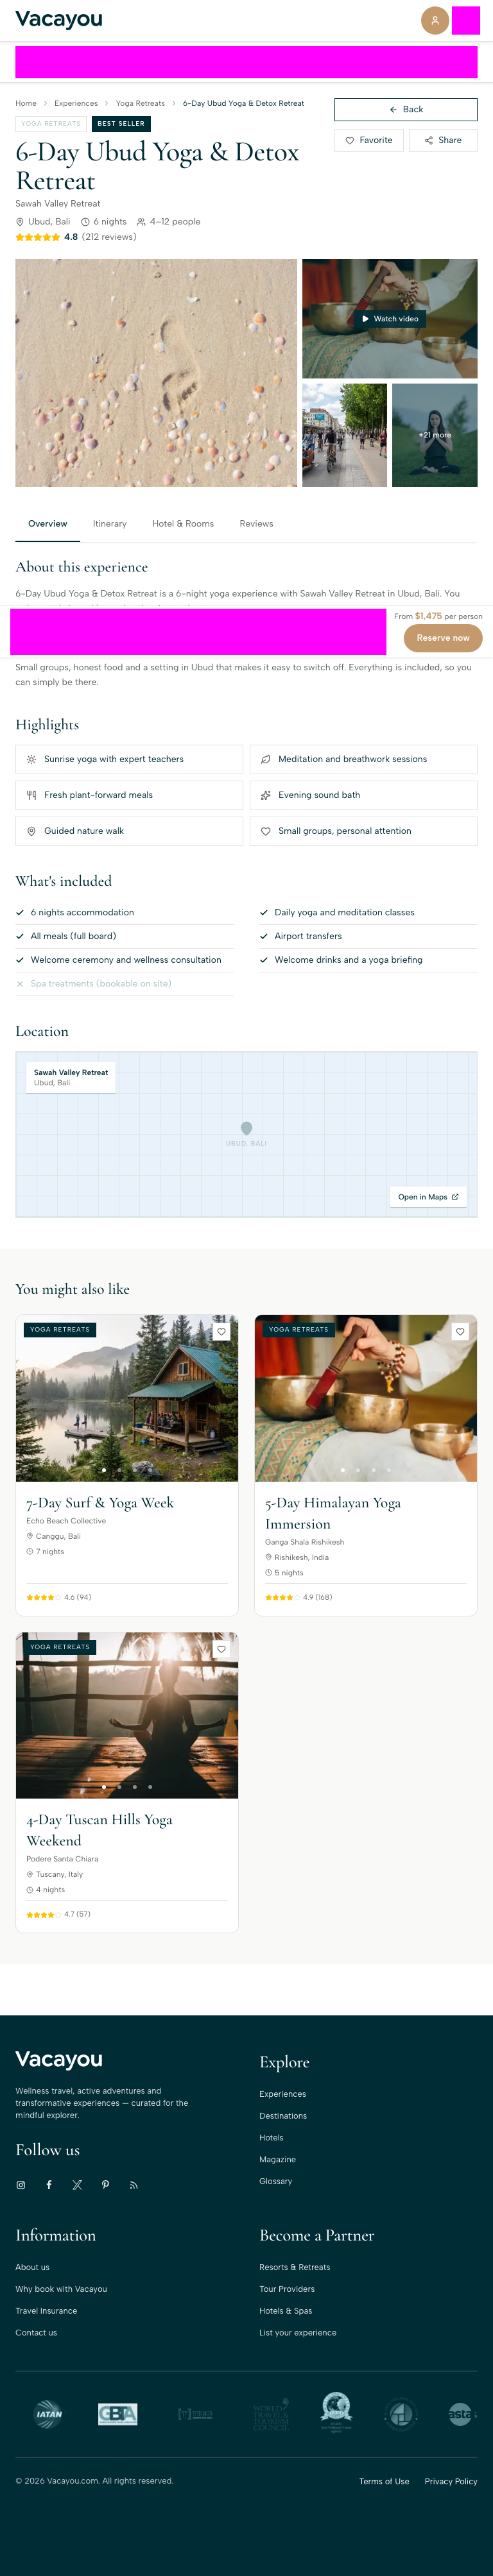 Vacayou
Home > Experiences > Yoga Retreats > 6-Day Ubud Yoga & Detox Retreat
Back
YOGA RETREATS
BEST SELLER
Favorite
Share
6-Day Ubud Yoga & Detox
Retreat
Sawah Valley Retreat
Ubud, Bali
6 nights
4–12 people
4.8 (212 reviews)
Watch video
+21 more
Overview
Itinerary
Hotel & Rooms
Reviews
About this experience
6-Day Ubud Yoga & Detox Retreat is a 6-night yoga experience with Sawah Valley Retreat in Ubud, Bali. You
From $1,475 per person
Reserve now
Small groups, honest food and a setting in Ubud that makes it easy to switch off. Everything is included, so you
can simply be there.
Highlights
Sunrise yoga with expert teachers
Meditation and breathwork sessions
Fresh plant-forward meals
Evening sound bath
Guided nature walk
Small groups, personal attention
What's included
6 nights accommodation
Daily yoga and meditation classes
All meals (full board)
Airport transfers
Welcome ceremony and wellness consultation
Welcome drinks and a yoga briefing
Spa treatments (bookable on site)
Location
Sawah Valley Retreat
Ubud, Bali
UBUD, BALI
Open in Maps
You might also like
YOGA RETREATS
7-Day Surf & Yoga Week
Echo Beach Collective
Canggu, Bali
7 nights
4.6 (94)
YOGA RETREATS
5-Day Himalayan Yoga
Immersion
Ganga Shala Rishikesh
Rishikesh, India
5 nights
4.9 (168)
YOGA RETREATS
4-Day Tuscan Hills Yoga
Weekend
Podere Santa Chiara
Tuscany, Italy
4 nights
4.7 (57)
Vacayou
Wellness travel, active adventures and
transformative experiences — curated for the
mindful explorer.
Follow us
Explore
Experiences
Destinations
Hotels
Magazine
Glossary
Information
About us
Why book with Vacayou
Travel Insurance
Contact us
Become a Partner
Resorts & Retreats
Tour Providers
Hotels & Spas
List your experience
IATAN
GBTA
WORLD
TRAVEL &
TOURISM
COUNCIL
asta
© 2026 Vacayou.com. All rights reserved.
Terms of Use
Privacy Policy